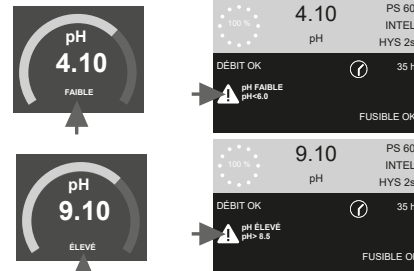 pH
4.10
FAIBLE
100 %
4.10
pH
PS 60
INTEL
HYS 2s
DÉBIT OK
35 h
pH FAIBLE
pH<6.0
FUSIBLE OK
pH
9.10
ÉLEVÉ
100 %
9.10
pH
PS 60
INTEL
HYS 2s
DÉBIT OK
35 h
pH ÉLEVÉ
pH> 8.5
FUSIBLE OK